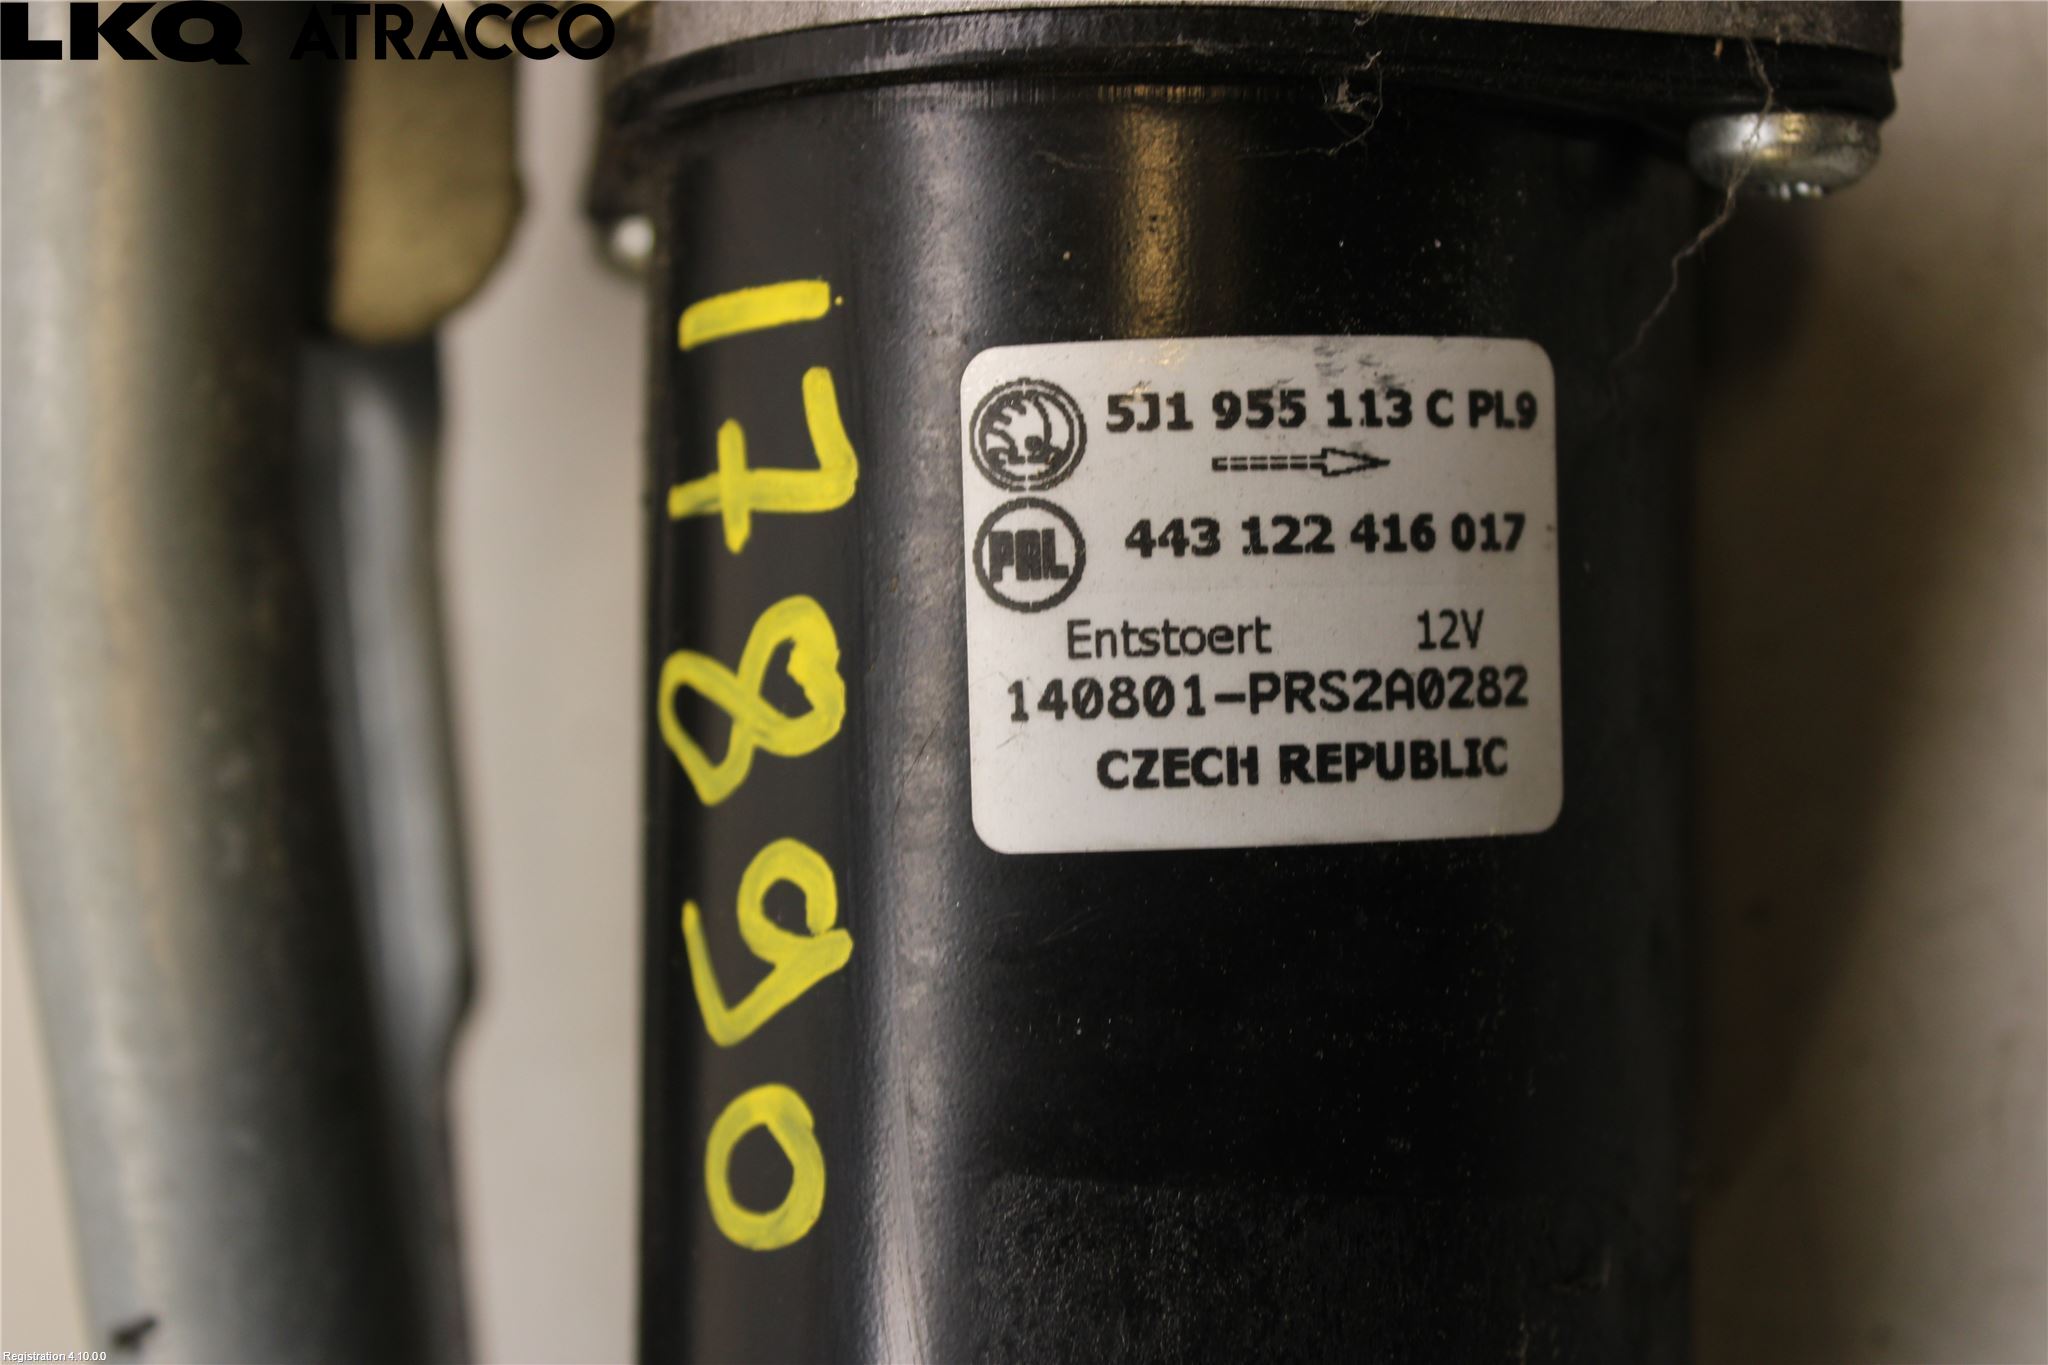 LKQ ATRACCO
17890
5J1 955 113 C PL9
443 122 416 017
PAL
Entstoert 12V
140801-PRS2A0282
CZECH REPUBLIC
Registration 4.10.0.0